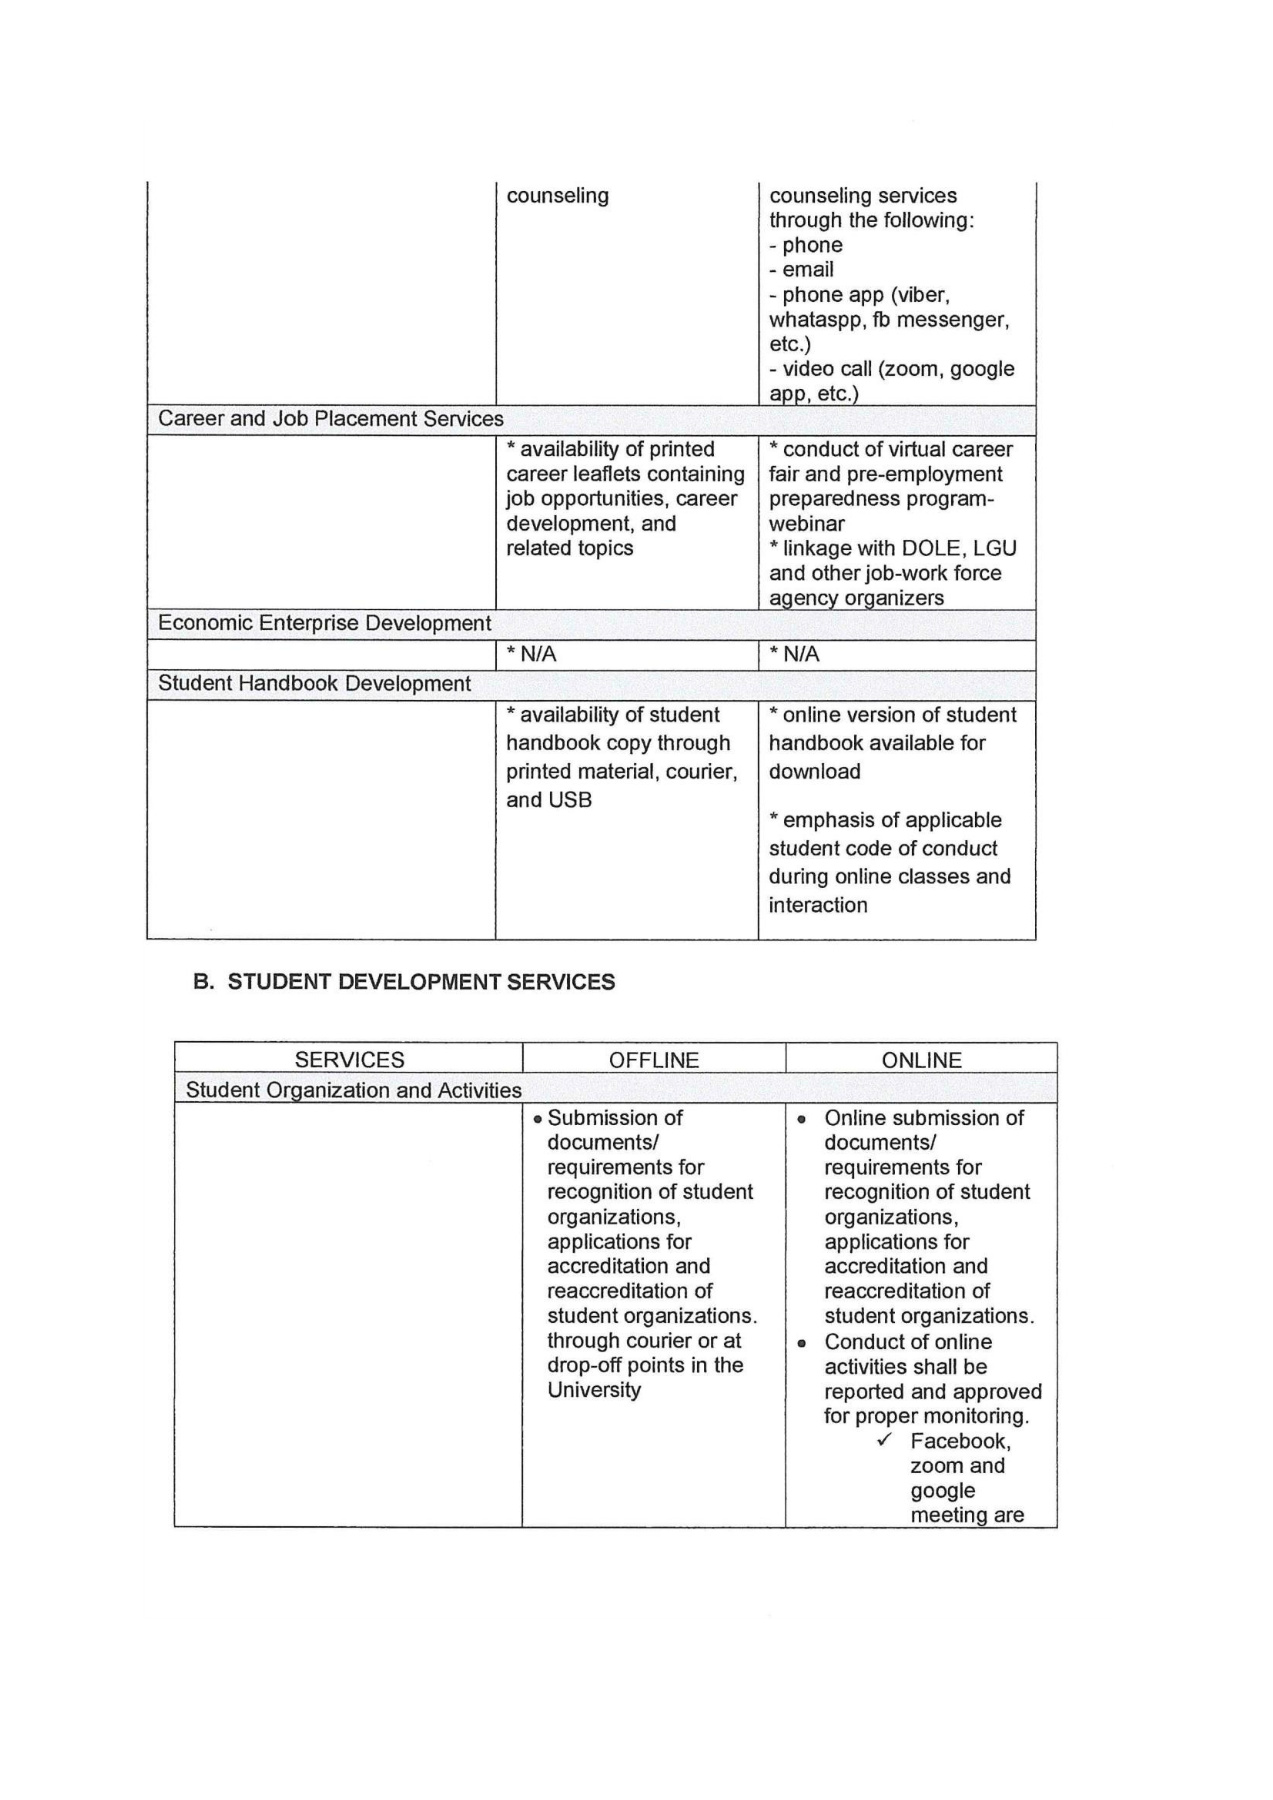 counseling
counseling services
through the following:
- phone
- email
- phone app (viber,
whataspp, fb messenger,
etc.)
- video call (zoom, google
app, etc.)
Career and Job Placement Services
* availability of printed
career leaflets containing
job opportunities, career
development, and
related topics
* conduct of virtual career
fair and pre-employment
preparedness program-
webinar
* linkage with DOLE, LGU
and other job-work force
agency organizers
Economic Enterprise Development
* N/A
* N/A
Student Handbook Development
* availability of student
handbook copy through
printed material, courier,
and USB
* online version of student
handbook available for
download
* emphasis of applicable
student code of conduct
during online classes and
interaction
B. STUDENT DEVELOPMENT SERVICES
SERVICES
OFFLINE
ONLINE
Student Organization and Activities
• Submission of
documents/
requirements for
recognition of student
organizations,
applications for
accreditation and
reaccreditation of
student organizations.
through courier or at
drop-off points in the
University
• Online submission of
documents/
requirements for
recognition of student
organizations,
applications for
accreditation and
reaccreditation of
student organizations.
• Conduct of online
activities shall be
reported and approved
for proper monitoring.
✓ Facebook,
zoom and
google
meeting are